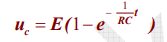 u_c = E(1-e^{-\frac{1}{RC}t})